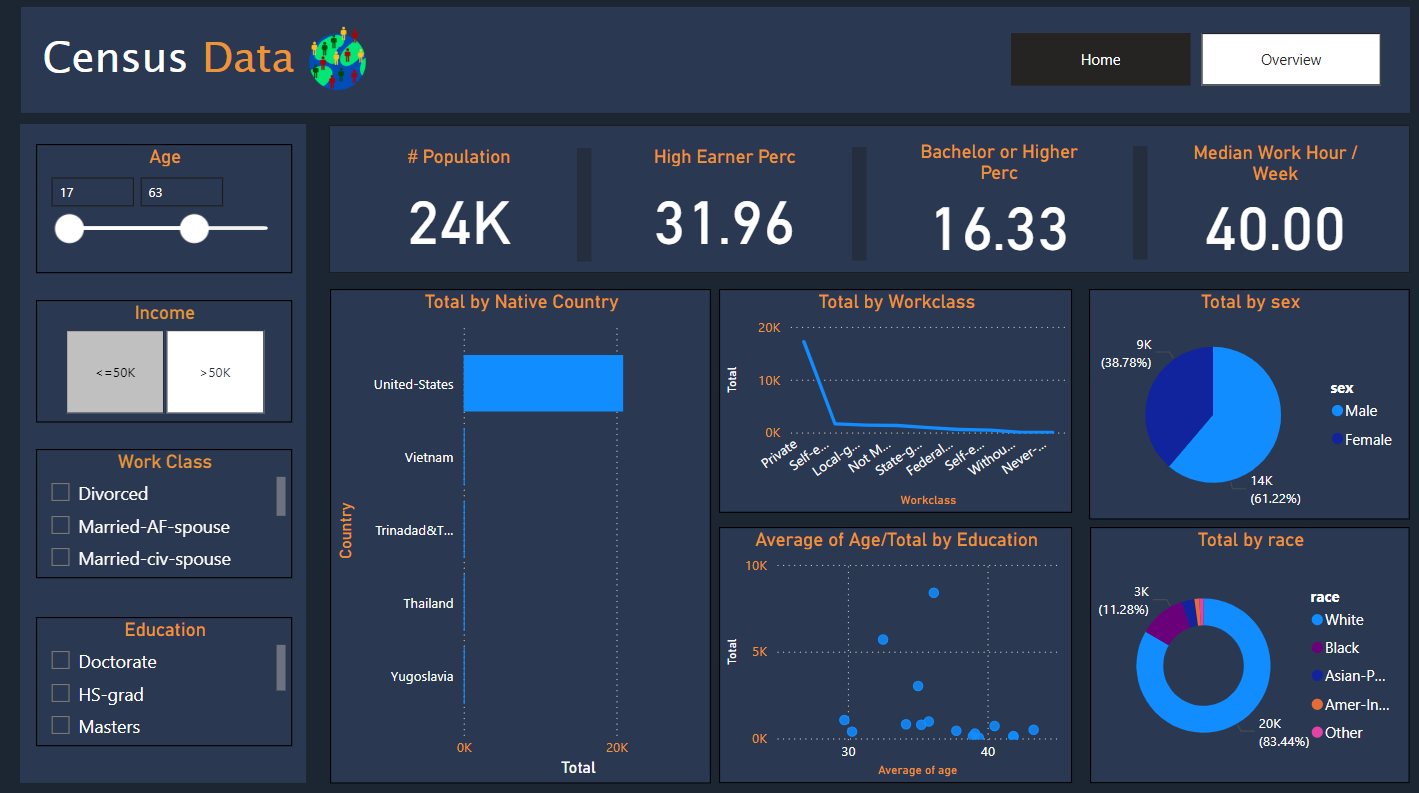 Census Data
Home
Overview
Age
17
63
Income
<=50K
>50K
Work Class
Divorced
Married-AF-spouse
Married-civ-spouse
Education
Doctorate
HS-grad
Masters
# Population
24K
High Earner Perc
31.96
Bachelor or Higher
Perc
16.33
Median Work Hour /
Week
40.00
Total by Native Country
Country
United-States
Vietnam
Trinadad&T...
Thailand
Yugoslavia
0K
20K
Total
Total by Workclass
Total
20K
10K
0K
Private
Self-e...
Local-g...
Not M...
State-g...
Federal...
Self-e...
Withou...
Never-...
Workclass
Total by sex
9K
(38.78%)
14K
(61.22%)
sex
Male
Female
Average of Age/Total by Education
Total
10K
5K
0K
30
40
Average of age
Total by race
3K
(11.28%)
20K
(83.44%)
race
White
Black
Asian-P...
Amer-In...
Other